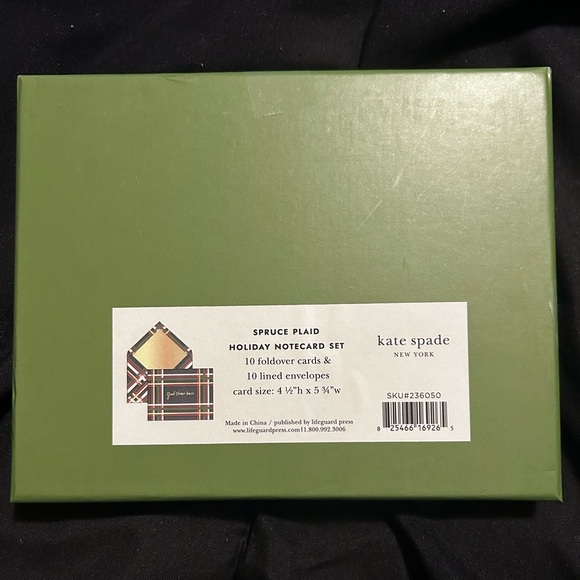 SPRUCE PLAID
HOLIDAY NOTECARD SET
10 foldover cards &
10 lined envelopes
card size: 4 ½"h x 5 ¾"w
kate spade
NEW YORK
SKU#236050
8 25466 16926 5
Made in China / published by lifeguard press
www.lifeguardpress.com | 1.800.992.3006